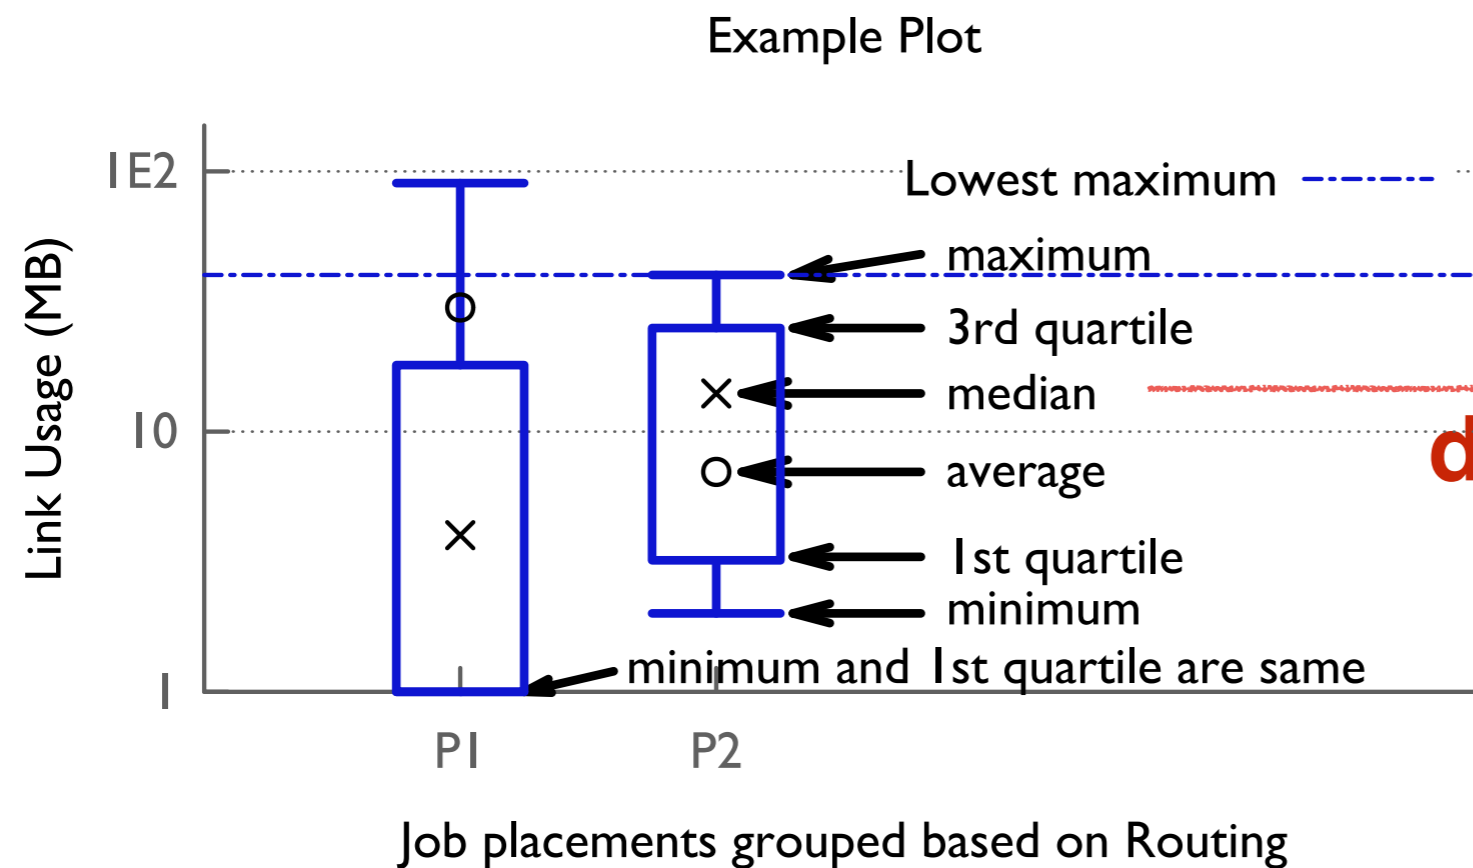 Example Plot
1E2
Lowest maximum
maximum
3rd quartile
median
10
d
average
1st quartile
minimum
minimum and 1st quartile are same
1
P1
P2
Link Usage (MB)
Job placements grouped based on Routing